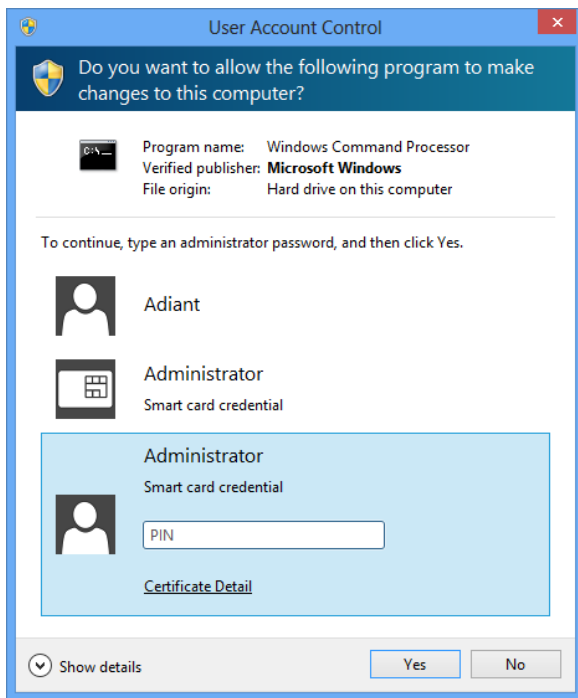 User Account Control
Do you want to allow the following program to make
changes to this computer?
C:\
Program name: Windows Command Processor
Verified publisher: Microsoft Windows
File origin: Hard drive on this computer
To continue, type an administrator password, and then click Yes.
Adiant
Administrator
Smart card credential
Administrator
Smart card credential
PIN
Certificate Detail
Show details
Yes
No